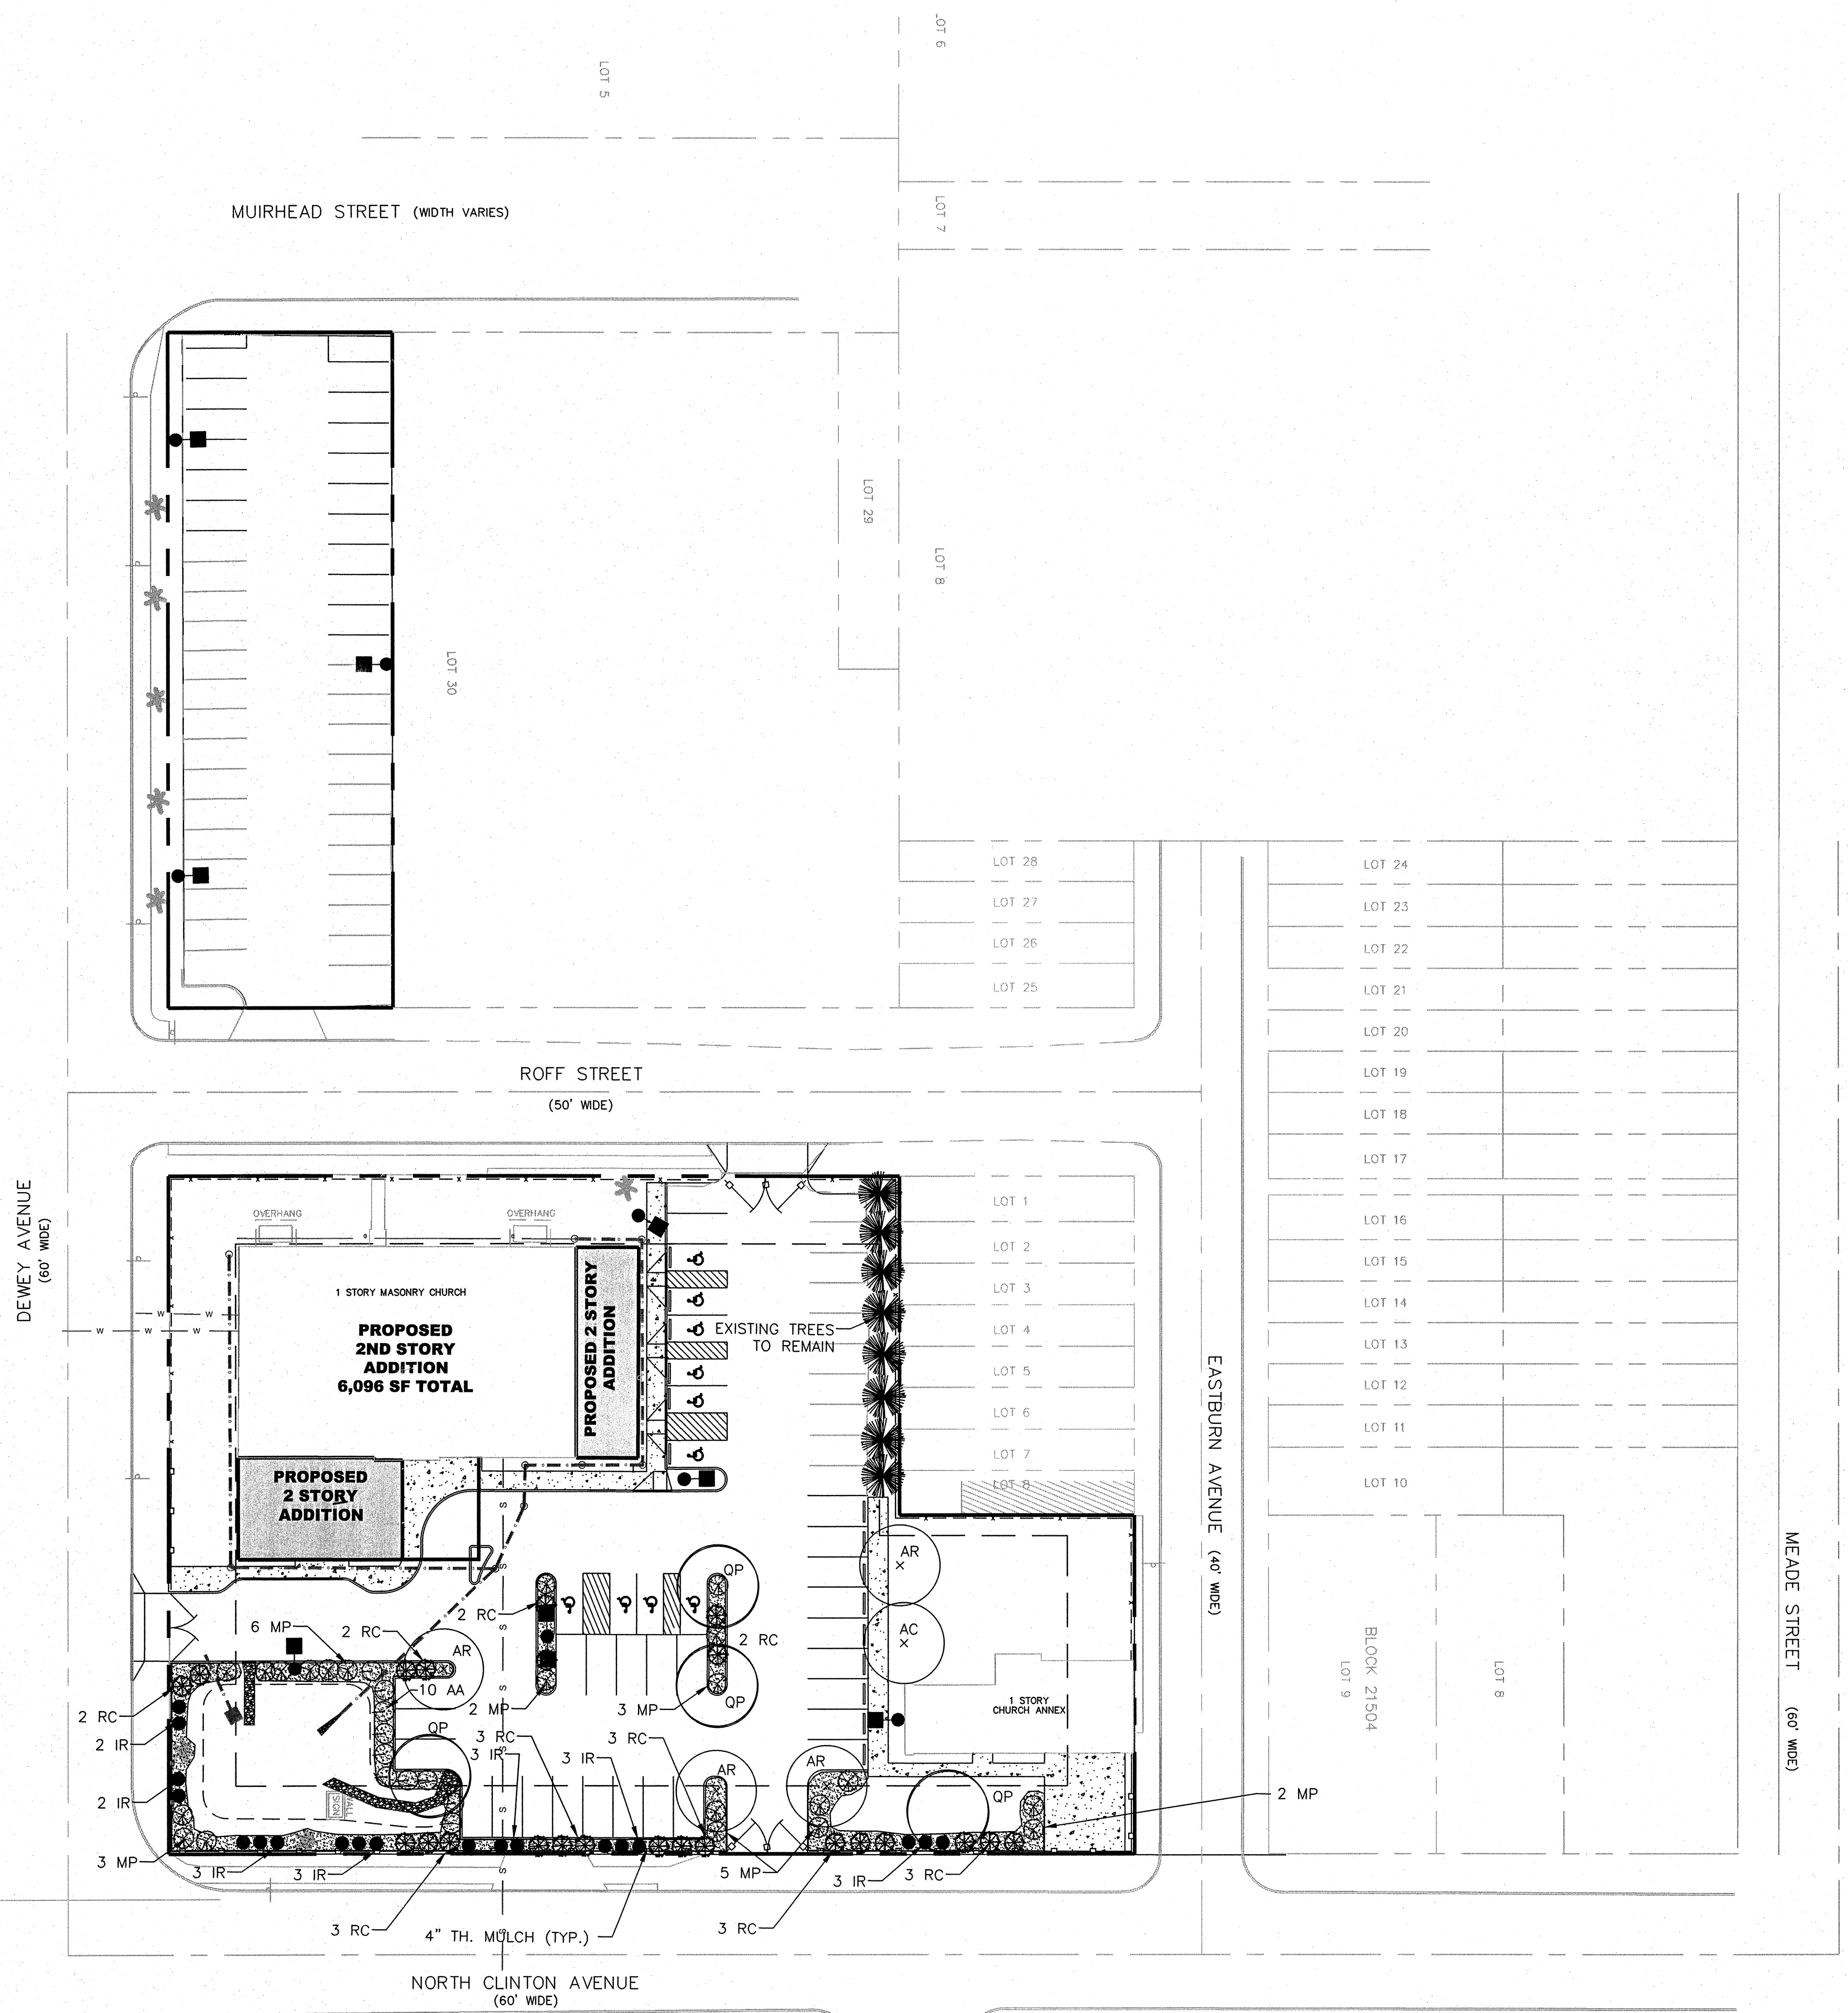 LOT 6
LOT 5
LOT 7
MUIRHEAD STREET (WIDTH VARIES)
LOT 29
LOT 8
LOT 30
LOT 28
LOT 27
LOT 26
LOT 25
LOT 24
LOT 23
LOT 22
LOT 21
LOT 20
LOT 19
LOT 18
LOT 17
LOT 16
LOT 15
LOT 14
LOT 13
LOT 12
LOT 11
LOT 10
ROFF STREET
(50' WIDE)
DEWEY AVENUE
(60' WIDE)
OVERHANG
OVERHANG
1 STORY MASONRY CHURCH
PROPOSED
2ND STORY
ADDITION
6,096 SF TOTAL
PROPOSED 2 STORY
ADDITION
PROPOSED
2 STORY
ADDITION
W W
W W W
EXISTING TREES
TO REMAIN
LOT 1
LOT 2
LOT 3
LOT 4
LOT 5
LOT 6
LOT 7
LOT 8
EASTBURN AVENUE (40' WIDE)
MEADE STREET (60' WIDE)
BLOCK 21504
LOT 9
LOT 8
AR
AC
QP
2 RC
2 RC
6 MP
2 RC
AR
10 AA
2 MP
3 MP
QP
2 RC
2 IR
QP
3 RC
3 IR
3 IR
3 RC
AR
AR
QP
1 STORY
CHURCH ANNEX
2 MP
2 IR
WALL
SIGN
3 MP
3 IR
3 IR
5 MP
3 IR
3 RC
3 RC
3 RC
4" TH. MULCH (TYP.)
NORTH CLINTON AVENUE
(60' WIDE)